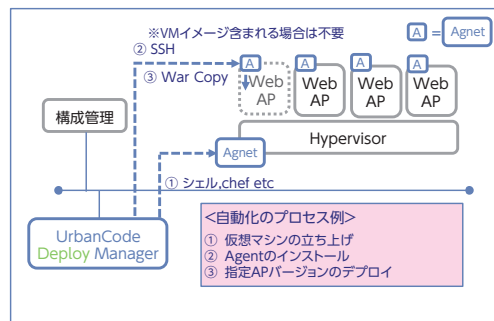 ※VMイメージ含まれる場合は不要
② SSH
A = Agnet
③ War Copy
A
Web
AP
A
Web
AP
A
Web
AP
A
Web
AP
構成管理
Hypervisor
Agnet
① シェル,chef etc
UrbanCode
Deploy Manager
<自動化のプロセス例>
① 仮想マシンの立ち上げ
② Agentのインストール
③ 指定APバージョンのデプロイ